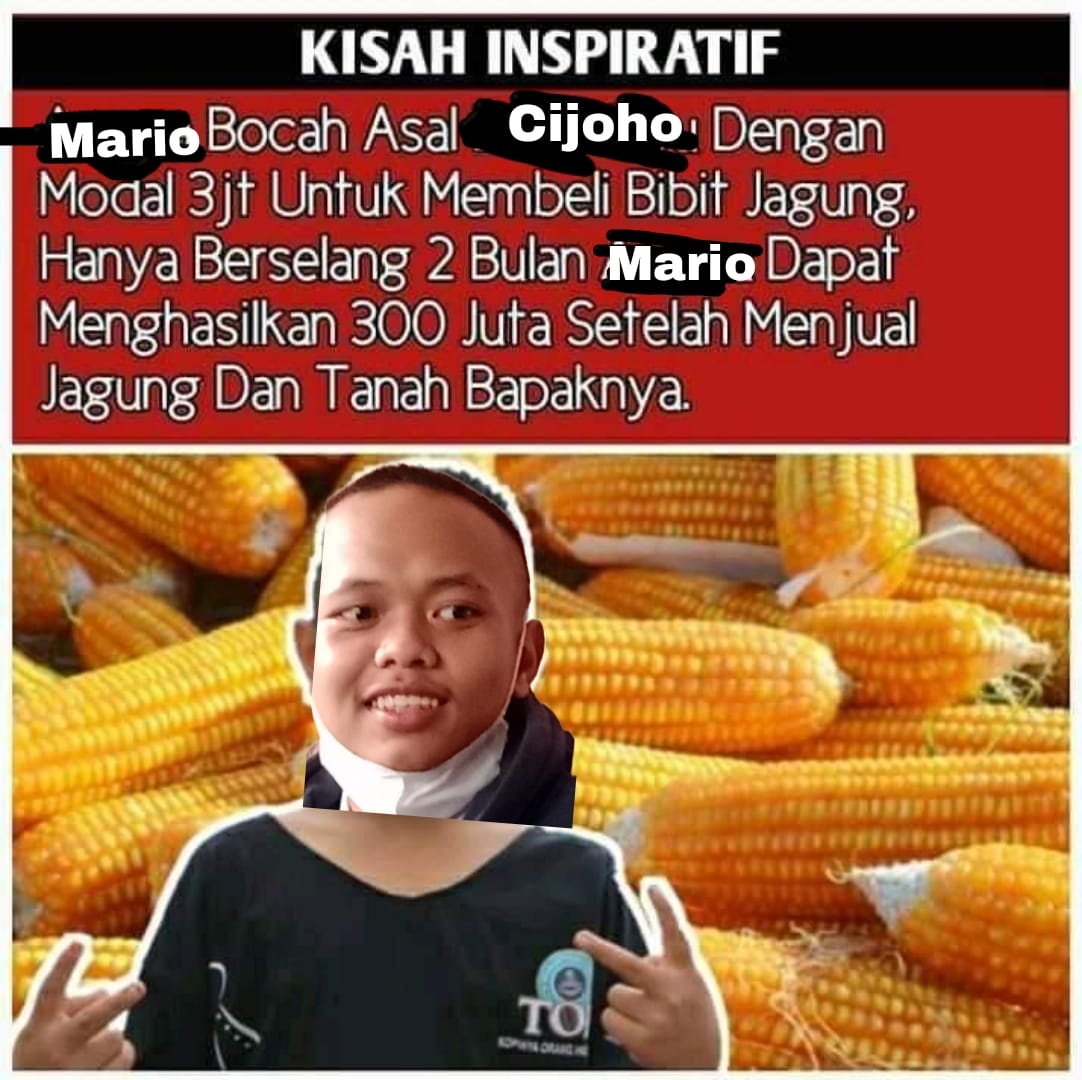 KISAH INSPIRATIF
Mario Bocah Asal Cijoho Dengan
Modal 3jt Untuk Membeli Bibit Jagung,
Hanya Berselang 2 Bulan Mario Dapat
Menghasilkan 300 Juta Setelah Menjual
Jagung Dan Tanah Bapaknya.
TO